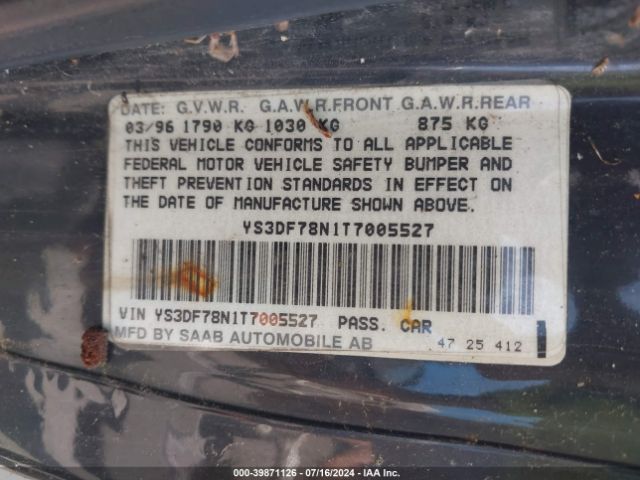 DATE: G.V.W.R. G.A.W.R.FRONT G.A.W.R.REAR
03/96 1790 KG 1030 KG 875 KG
THIS VEHICLE CONFORMS TO ALL APPLICABLE
FEDERAL MOTOR VEHICLE SAFETY BUMPER AND
THEFT PREVENTION STANDARDS IN EFFECT ON
THE DATE OF MANUFACTURE SHOWN ABOVE.
YS3DF78N1T7005527
VIN YS3DF78N1T7005527 PASS. CAR
MFD BY SAAB AUTOMOBILE AB 47 25 412
000-39871126 - 07/16/2024 - IAA Inc.